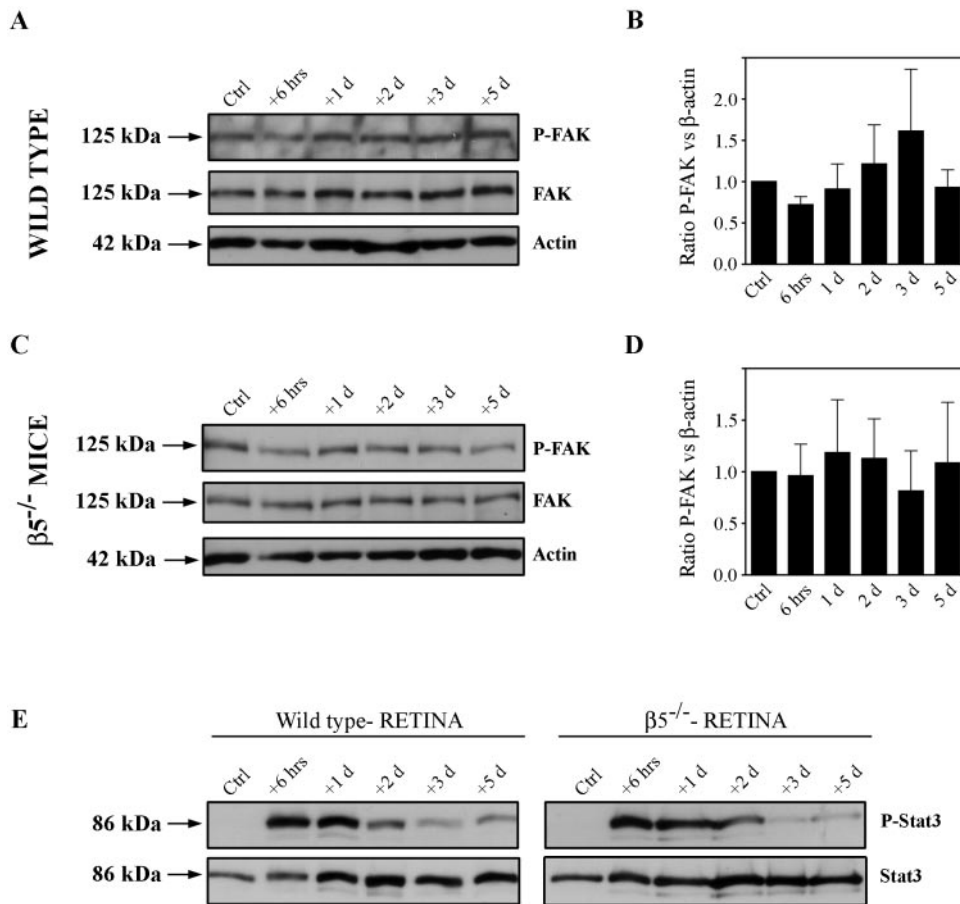 A
B
WILD TYPE
Ctrl +6 hrs +1 d +2 d +3 d +5 d
125 kDa P-FAK
125 kDa FAK
42 kDa Actin
Ratio P-FAK vs β-actin
2.0
1.5
1.0
0.5
0.0
Ctrl 6 hrs 1 d 2 d 3 d 5 d
C
D
β5-/- MICE
Ctrl +6hrs +1 d +2 d +3 d +5 d
125 kDa P-FAK
125 kDa FAK
42 kDa Actin
Ratio P-FAK vs β-actin
1.5
1.0
0.5
0.0
Ctrl 6 hrs 1 d 2 d 3 d 5 d
E
Wild type- RETINA
β5-/-- RETINA
Ctrl +6 hrs +1 d +2 d +3 d +5 d
Ctrl +6 hrs +1 d +2 d +3 d +5 d
86 kDa P-Stat3
86 kDa Stat3